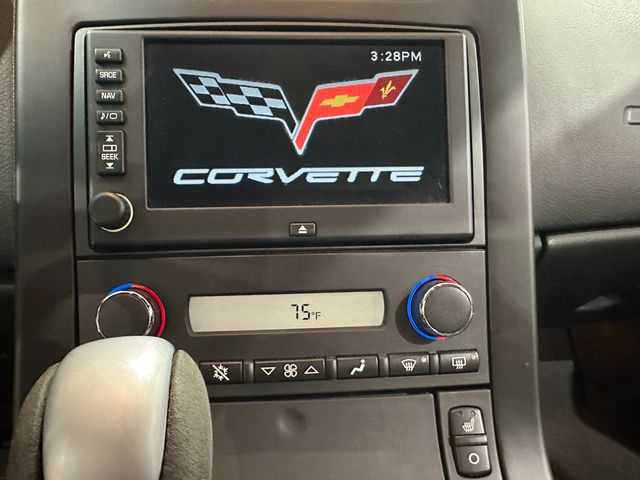 3:28PM
SRCE
NAV
SEEK
CORVETTE
75°F